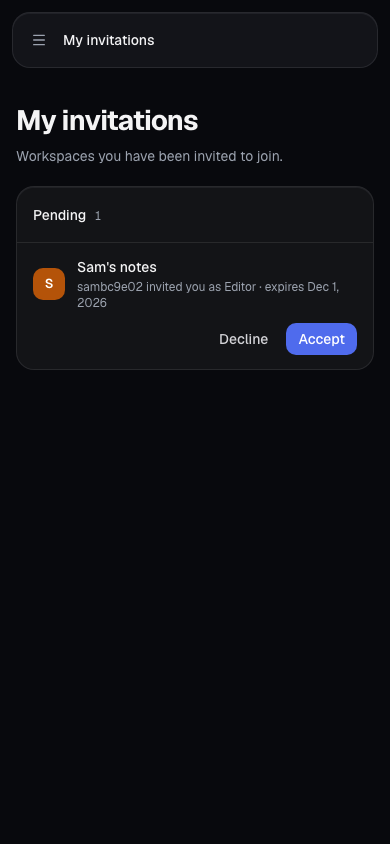 My invitations
My invitations
Workspaces you have been invited to join.
Pending 1
S
Sam's notes
sambc9e02 invited you as Editor · expires Dec 1,
2026
Decline
Accept